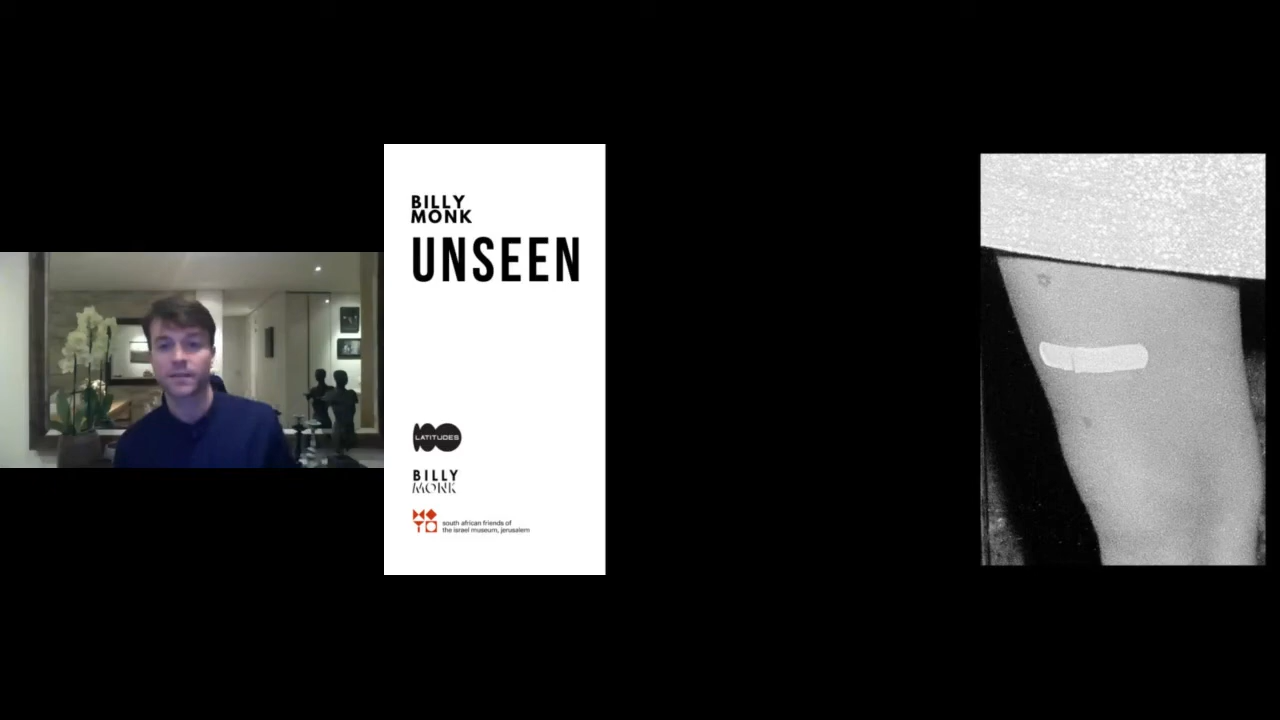 BILLY
MONK
UNSEEN
LATITUDES
BILLY
MONK
south african friends of
the israel museum, jerusalem